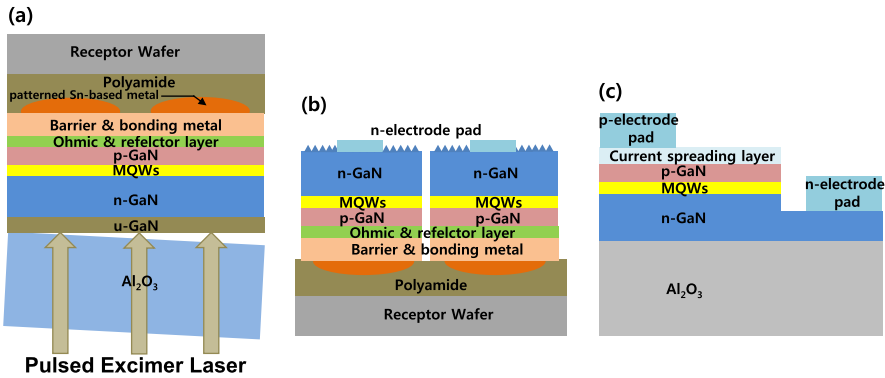 (a)
Receptor Wafer
Polyamide
patterned Sn-based metal
Barrier & bonding metal
Ohmic & refelctor layer
p-GaN
MQWs
n-GaN
u-GaN
Al2O3
Pulsed Excimer Laser
(b)
n-electrode pad
n-GaN n-GaN
MQWs MQWs
p-GaN p-GaN
Ohmic & refelctor layer
Barrier & bonding metal
Polyamide
Receptor Wafer
(c)
p-electrode
pad
Current spreading layer
p-GaN
MQWs
n-GaN
n-electrode
pad
Al2O3